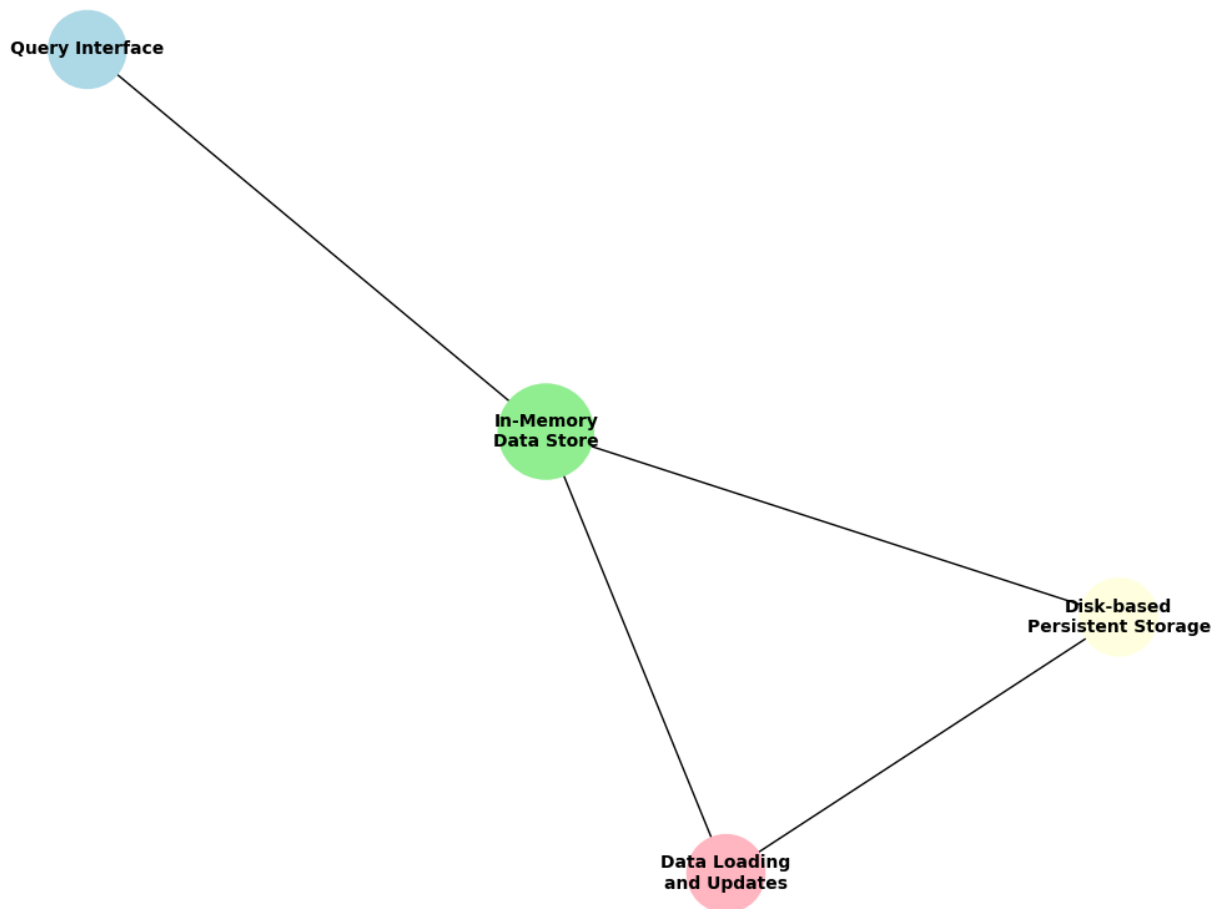 Query Interface
In-Memory
Data Store
Disk-based
Persistent Storage
Data Loading
and Updates